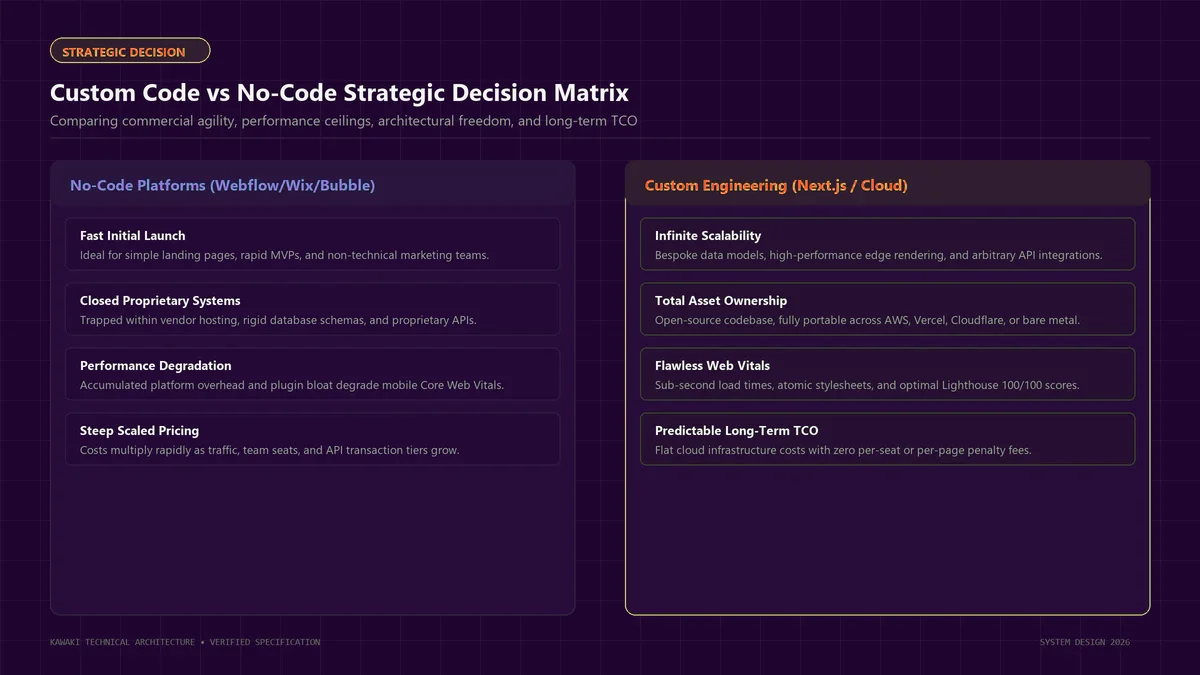 STRATEGIC DECISION
Custom Code vs No-Code Strategic Decision Matrix
Comparing commercial agility, performance ceilings, architectural freedom, and long-term TCO
No-Code Platforms (Webflow/Wix/Bubble)
Fast Initial Launch
Ideal for simple landing pages, rapid MVPs, and non-technical marketing teams.
Closed Proprietary Systems
Trapped within vendor hosting, rigid database schemas, and proprietary APIs.
Performance Degradation
Accumulated platform overhead and plugin bloat degrade mobile Core Web Vitals.
Steep Scaled Pricing
Costs multiply rapidly as traffic, team seats, and API transaction tiers grow.
Custom Engineering (Next.js / Cloud)
Infinite Scalability
Bespoke data models, high-performance edge rendering, and arbitrary API integrations.
Total Asset Ownership
Open-source codebase, fully portable across AWS, Vercel, Cloudflare, or bare metal.
Flawless Web Vitals
Sub-second load times, atomic stylesheets, and optimal Lighthouse 100/100 scores.
Predictable Long-Term TCO
Flat cloud infrastructure costs with zero per-seat or per-page penalty fees.
KAWAKI TECHNICAL ARCHITECTURE • VERIFIED SPECIFICATION
SYSTEM DESIGN 2026